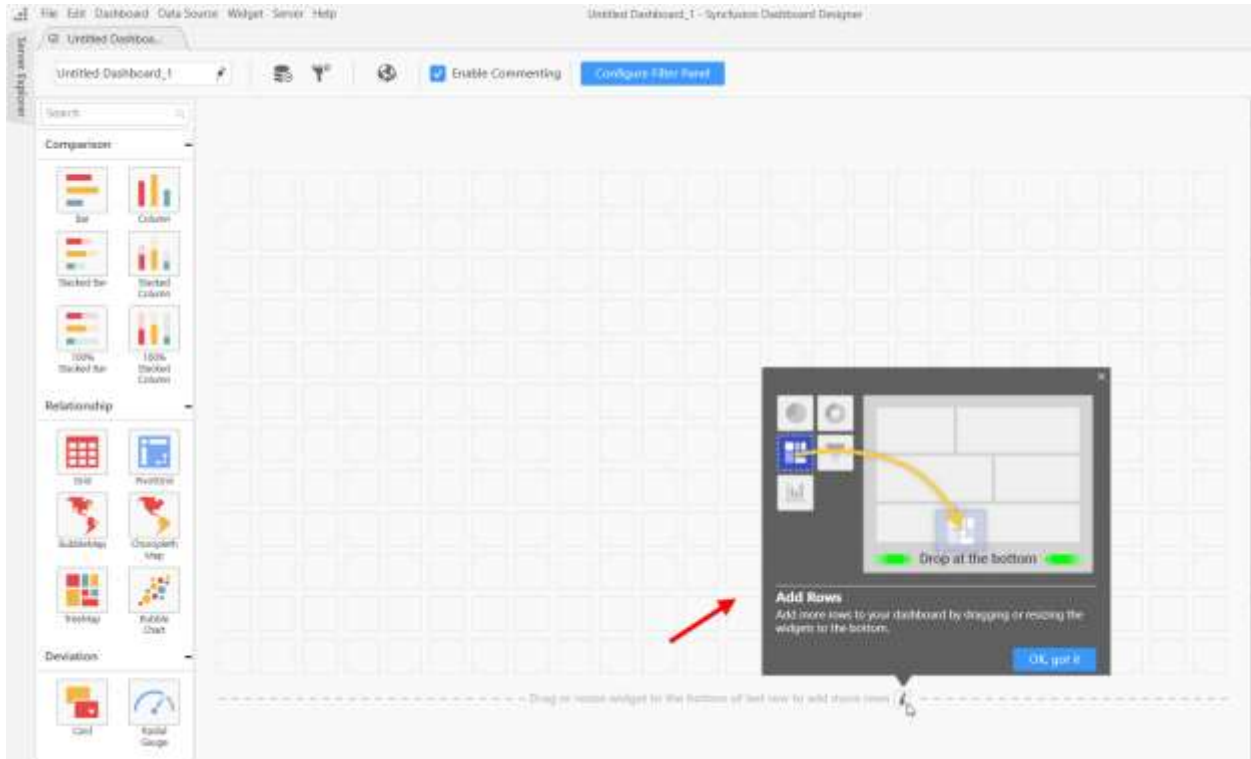 File Edit Dashboard Data Source Widget Server Help
Untitled Dashboard_1 - Syncfusion Dashboard Designer
Server Explorer
Untitled Dashboa...
Untitled Dashboard_1
Enable Commenting
Configure Filter Panel
Search
Comparison
Bar
Column
Stacked Bar
Stacked
Column
100%
Stacked Bar
100%
Stacked
Column
Relationship
Grid
PivotGrid
BubbleMap
Choropleth
Map
TreeMap
Bubble
Chart
Deviation
Card
Radial
Gauge
Drop at the bottom
Add Rows
Add more rows to your dashboard by dragging or resizing the
widgets to the bottom.
OK, got it
Drag or resize widget to the bottom of last row to add more rows